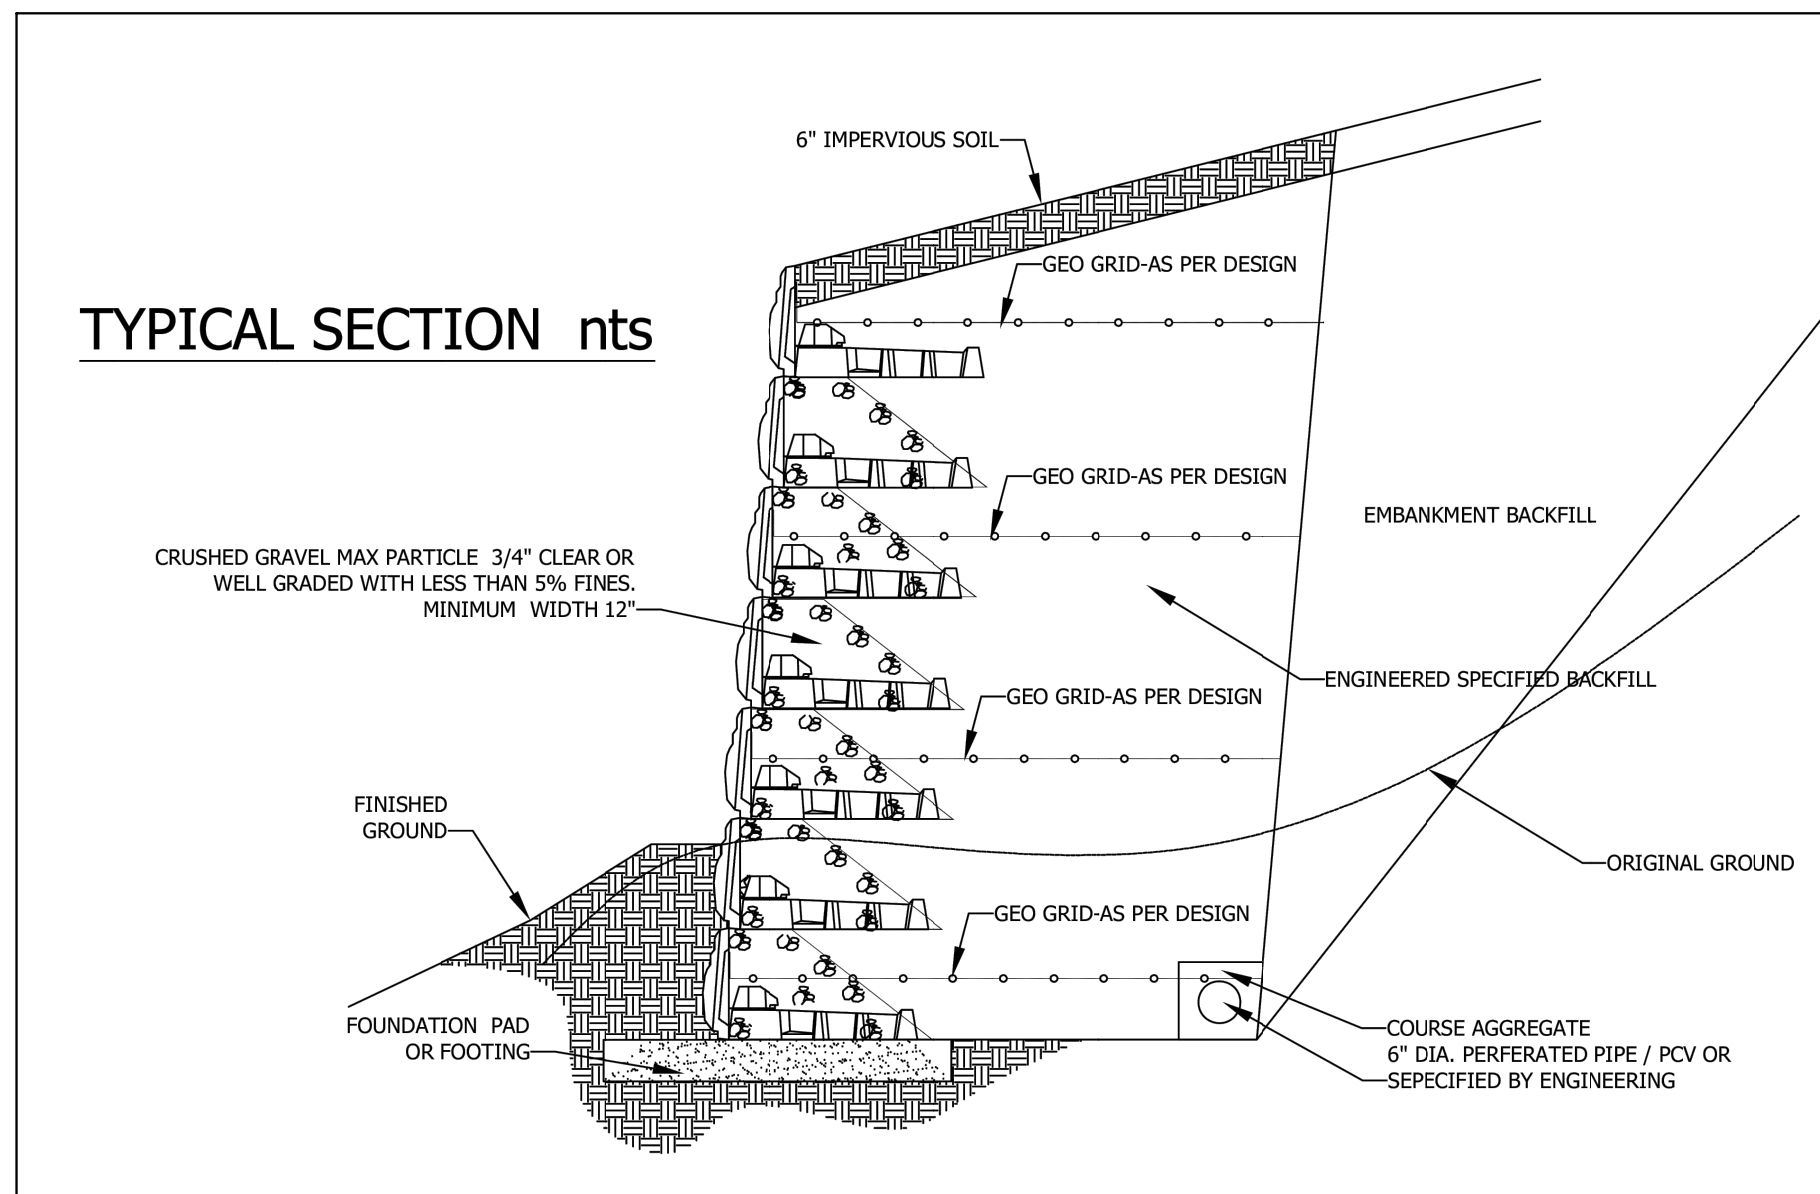 6" IMPERVIOUS SOIL
GEO GRID-AS PER DESIGN
TYPICAL SECTION nts
GEO GRID-AS PER DESIGN
EMBANKMENT BACKFILL
CRUSHED GRAVEL MAX PARTICLE 3/4" CLEAR OR
WELL GRADED WITH LESS THAN 5% FINES.
MINIMUM WIDTH 12"
ENGINEERED SPECIFIED BACKFILL
GEO GRID-AS PER DESIGN
FINISHED
GROUND
ORIGINAL GROUND
GEO GRID-AS PER DESIGN
FOUNDATION PAD
OR FOOTING
COURSE AGGREGATE
6" DIA. PERFERATED PIPE / PCV OR
SEPECIFIED BY ENGINEERING